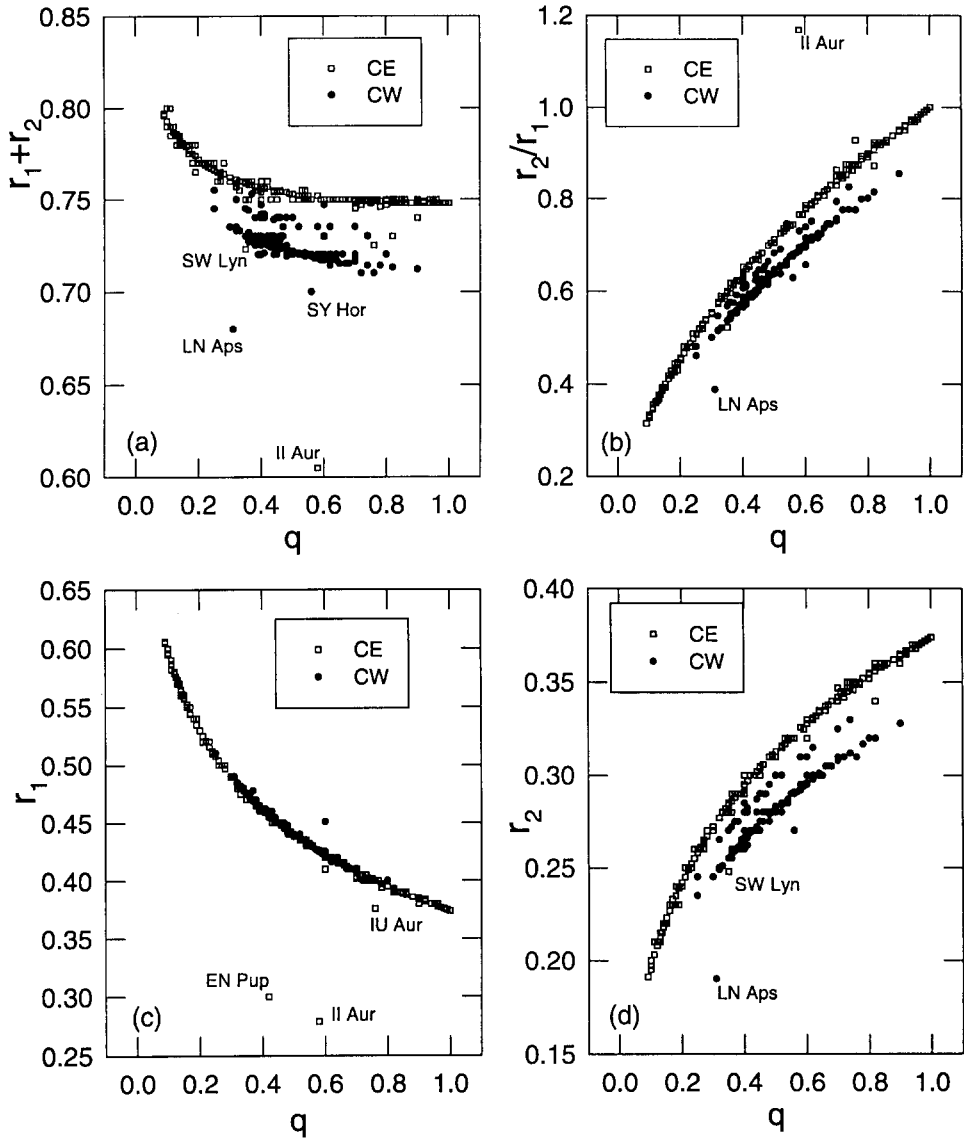 0.85
0.80
0.75
0.70
0.65
0.60
r1+r2
CE
CW
SW Lyn
SY Hor
LN Aps
II Aur
(a)
0.0 0.2 0.4 0.6 0.8 1.0
q
1.2
1.0
0.8
0.6
0.4
0.2
r2/r1
II Aur
CE
CW
LN Aps
(b)
0.0 0.2 0.4 0.6 0.8 1.0
q
0.65
0.60
0.55
0.50
0.45
0.40
0.35
0.30
0.25
r1
CE
CW
IU Aur
EN Pup
II Aur
(c)
0.0 0.2 0.4 0.6 0.8 1.0
q
0.40
0.35
0.30
0.25
0.20
0.15
r2
CE
CW
SW Lyn
LN Aps
(d)
0.0 0.2 0.4 0.6 0.8 1.0
q